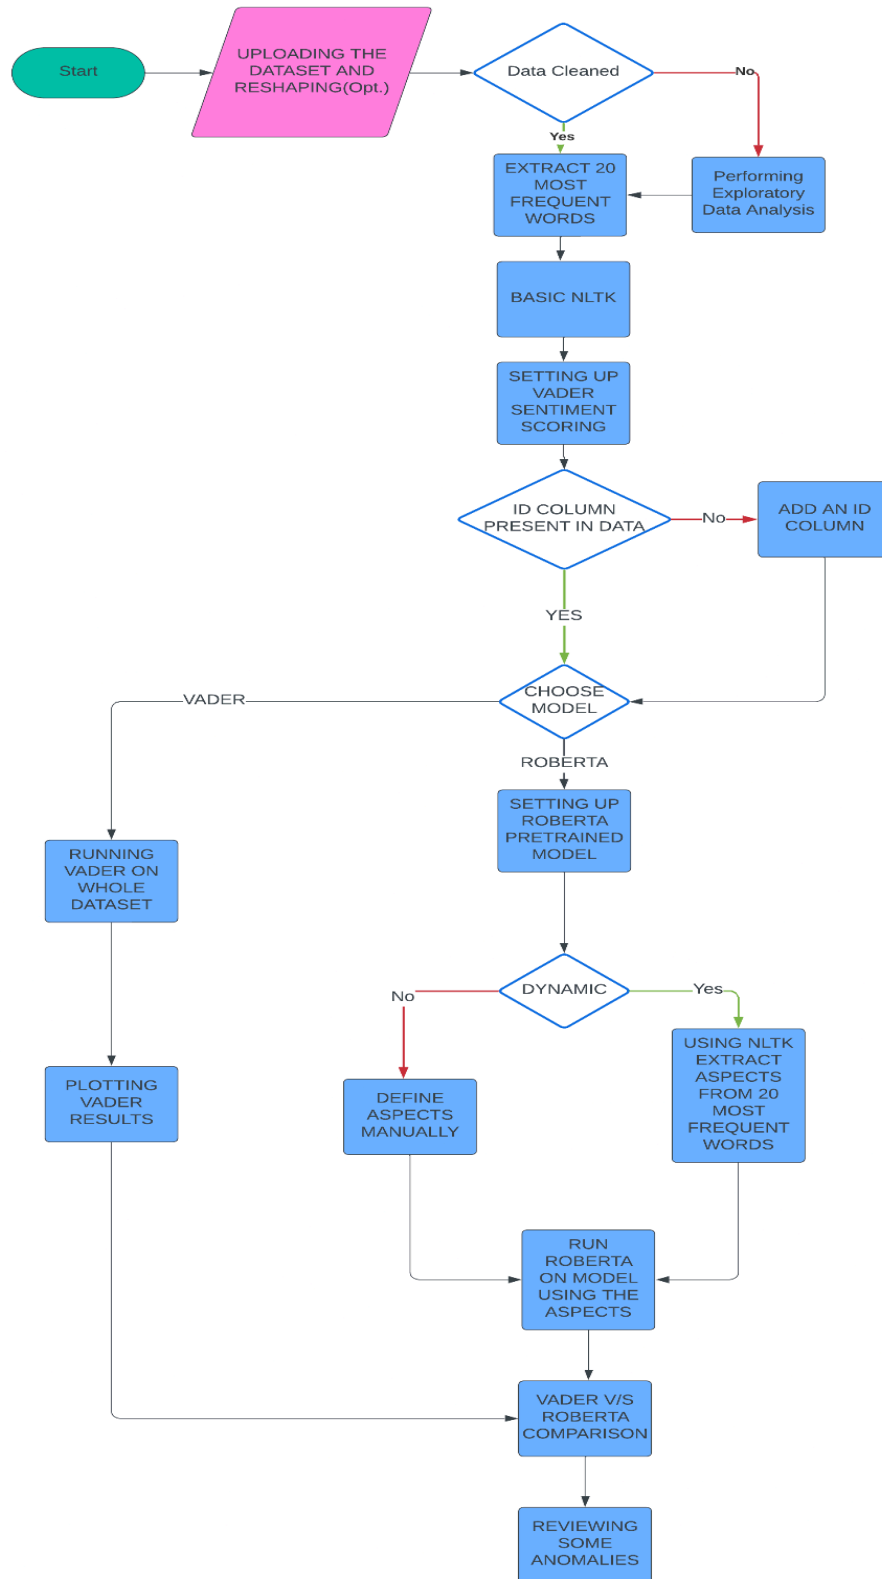 Start
UPLOADING THE
DATASET AND
RESHAPING(Opt.)
Data Cleaned
No
Yes
EXTRACT 20
MOST
FREQUENT
WORDS
Performing
Exploratory
Data Analysis
BASIC NLTK
SETTING UP
VADER
SENTIMENT
SCORING
ID COLUMN
PRESENT IN DATA
No
ADD AN ID
COLUMN
YES
CHOOSE
MODEL
VADER
ROBERTA
SETTING UP
ROBERTA
PRETRAINED
MODEL
RUNNING
VADER ON
WHOLE
DATASET
DYNAMIC
No
Yes
USING NLTK
EXTRACT
ASPECTS
FROM 20
MOST
FREQUENT
WORDS
PLOTTING
VADER
RESULTS
DEFINE
ASPECTS
MANUALLY
RUN
ROBERTA
ON MODEL
USING THE
ASPECTS
VADER V/S
ROBERTA
COMPARISON
REVIEWING
SOME
ANOMALIES